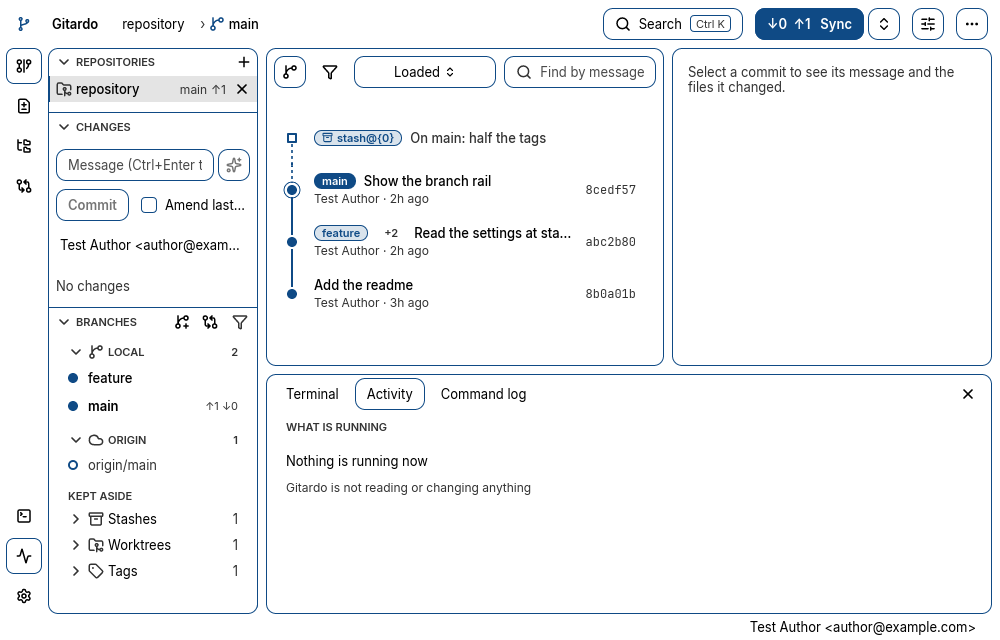 Gitardo repository › main Search Ctrl K ↓0 ↑1 Sync
REPOSITORIES
repository main ↑1
CHANGES
Message (Ctrl+Enter t
Commit Amend last...
Test Author <author@exam...
No changes
BRANCHES
LOCAL 2
feature
main ↑1 ↓0
ORIGIN 1
origin/main
KEPT ASIDE
Stashes 1
Worktrees 1
Tags 1
Loaded Find by message
stash@{0} On main: half the tags
main Show the branch rail
Test Author · 2h ago 8cedf57
feature +2 Read the settings at sta...
Test Author · 2h ago abc2b80
Add the readme
Test Author · 3h ago 8b0a01b
Select a commit to see its message and the
files it changed.
Terminal Activity Command log
WHAT IS RUNNING
Nothing is running now
Gitardo is not reading or changing anything
Test Author <author@example.com>